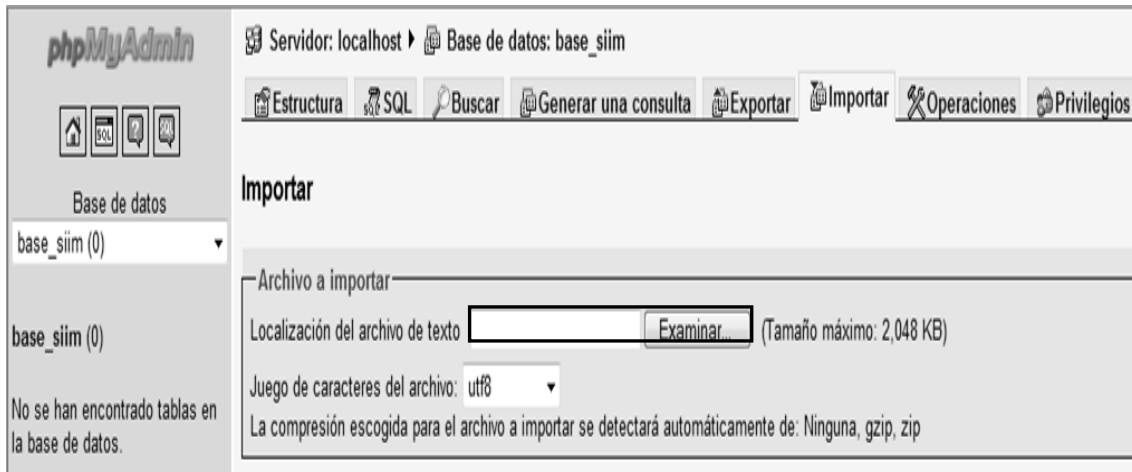 phpMyAdmin
Base de datos
base_siim (0)
base_siim (0)
No se han encontrado tablas en
la base de datos.
Servidor: localhost ▸ Base de datos: base_siim
Estructura SQL Buscar Generar una consulta Exportar Importar Operaciones Privilegios
Importar
Archivo a importar
Localización del archivo de texto Examinar... (Tamaño máximo: 2,048 KB)
Juego de caracteres del archivo: utf8
La compresión escogida para el archivo a importar se detectará automáticamente de: Ninguna, gzip, zip